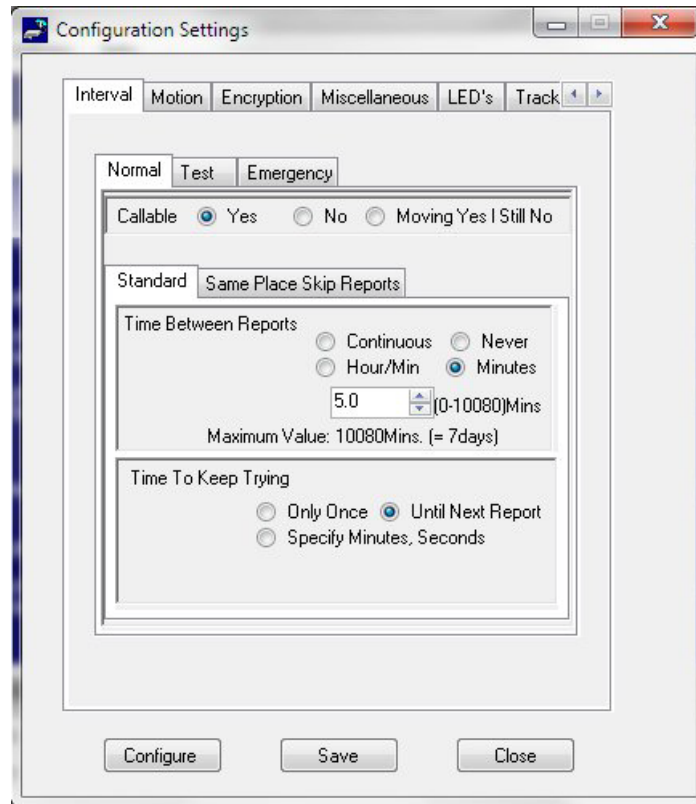 Configuration Settings
Interval Motion Encryption Miscellaneous LED's Track
Normal Test Emergency
Callable Yes No Moving Yes I Still No
Standard Same Place Skip Reports
Time Between Reports
Continuous Never
Hour/Min Minutes
5.0 (0-10080)Mins
Maximum Value: 10080Mins. (= 7days)
Time To Keep Trying
Only Once Until Next Report
Specify Minutes, Seconds
Configure Save Close